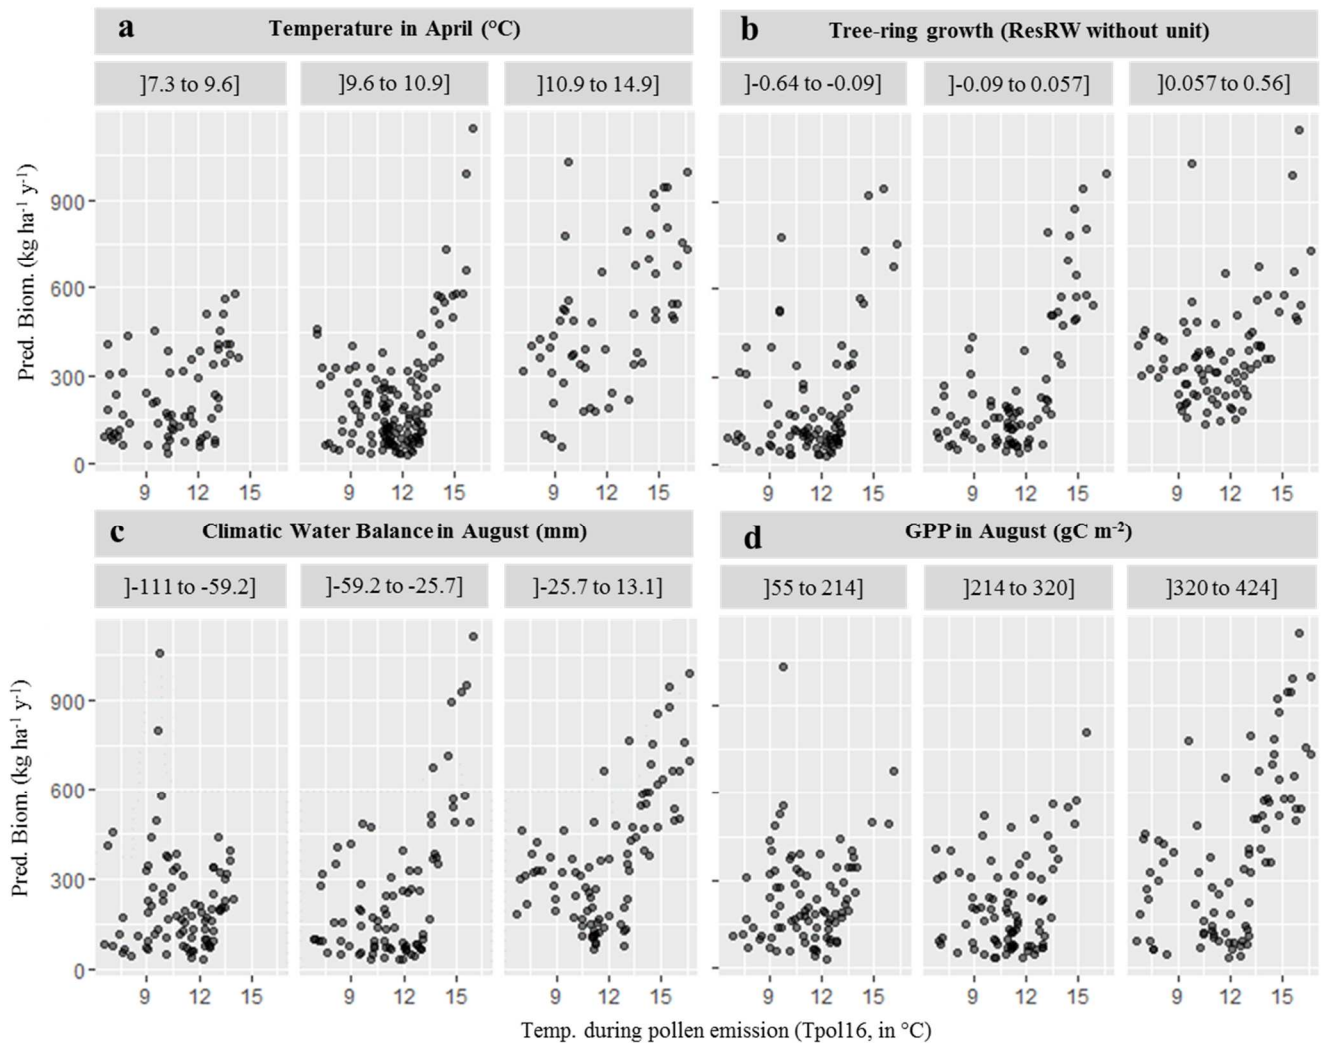 a Temperature in April (°C)
]7.3 to 9.6] ]9.6 to 10.9] ]10.9 to 14.9]
b Tree-ring growth (ResRW without unit)
]-0.64 to -0.09] ]-0.09 to 0.057] ]0.057 to 0.56]
Pred. Biom. (kg ha-1 y-1)
900
600
300
0
9 12 15 9 12 15 9 12 15
9 12 15 9 12 15 9 12 15
c Climatic Water Balance in August (mm)
]-111 to -59.2] ]-59.2 to -25.7] ]-25.7 to 13.1]
d GPP in August (gC m-2)
]55 to 214] ]214 to 320] ]320 to 424]
Pred. Biom. (kg ha-1 y-1)
900
600
300
0
9 12 15 9 12 15 9 12 15
9 12 15 9 12 15 9 12 15
Temp. during pollen emission (Tpol16, in °C)